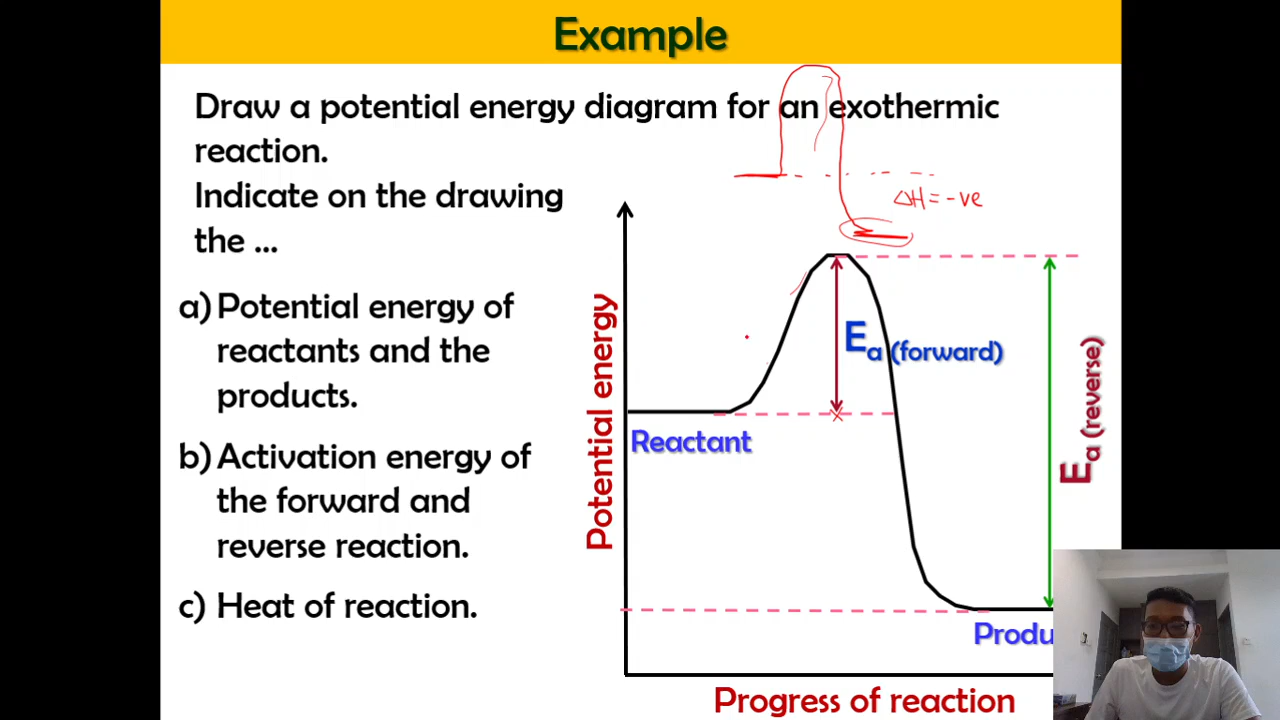 Example
Draw a potential energy diagram for an exothermic
reaction.
Indicate on the drawing
the ...
a) Potential energy of
reactants and the
products.
b) Activation energy of
the forward and
reverse reaction.
c) Heat of reaction.
ΔH = -ve
Potential energy
E a (forward)
E a (reverse)
Reactant
Produ
Progress of reaction